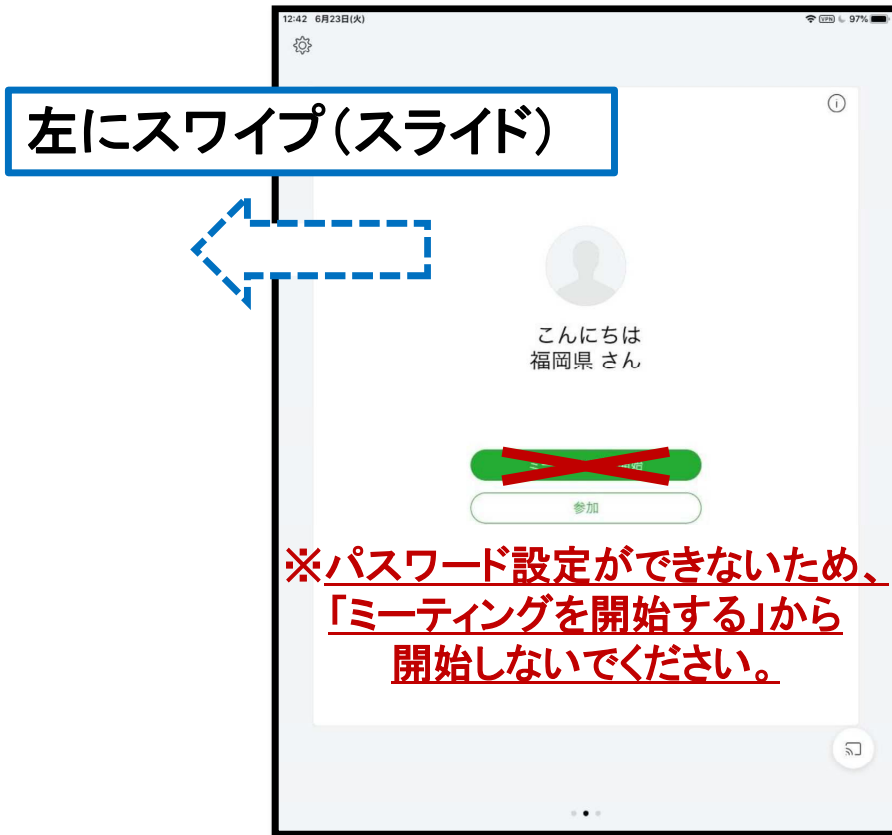 12:42 6月23日(火)
VPN 97%
左にスワイプ(スライド)
こんにちは
福岡県 さん
参加
※パスワード設定ができないため、
「ミーティングを開始する」から
開始しないでください。